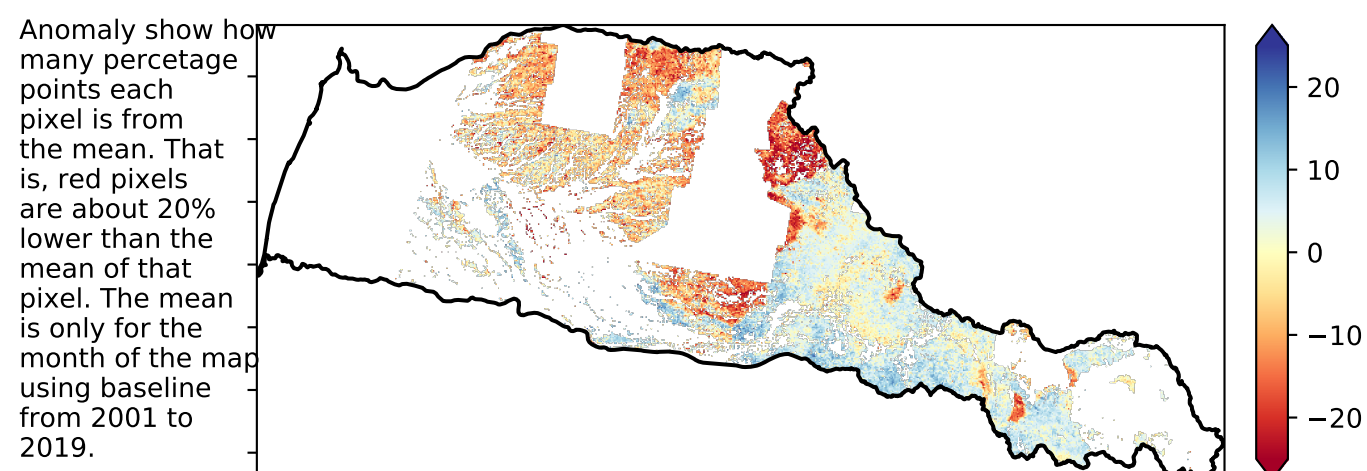 Anomaly show how
many percetage
points each
pixel is from
the mean. That
is, red pixels
are about 20%
lower than the
mean of that
pixel. The mean
is only for the
month of the map
using baseline
from 2001 to
2019.
20
10
0
−10
−20